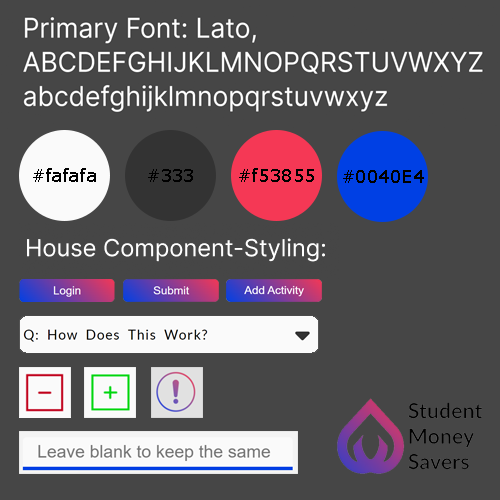 Primary Font: Lato,
ABCDEFGHIJKLMNOPQRSTUVWXYZ
abcdefghijklmnopqrstuvwxyz
#fafafa #333 #f53855 #0040E4
House Component-Styling:
Login Submit Add Activity
Q: How Does This Work?
− + !
Leave blank to keep the same
Student
Money
Savers